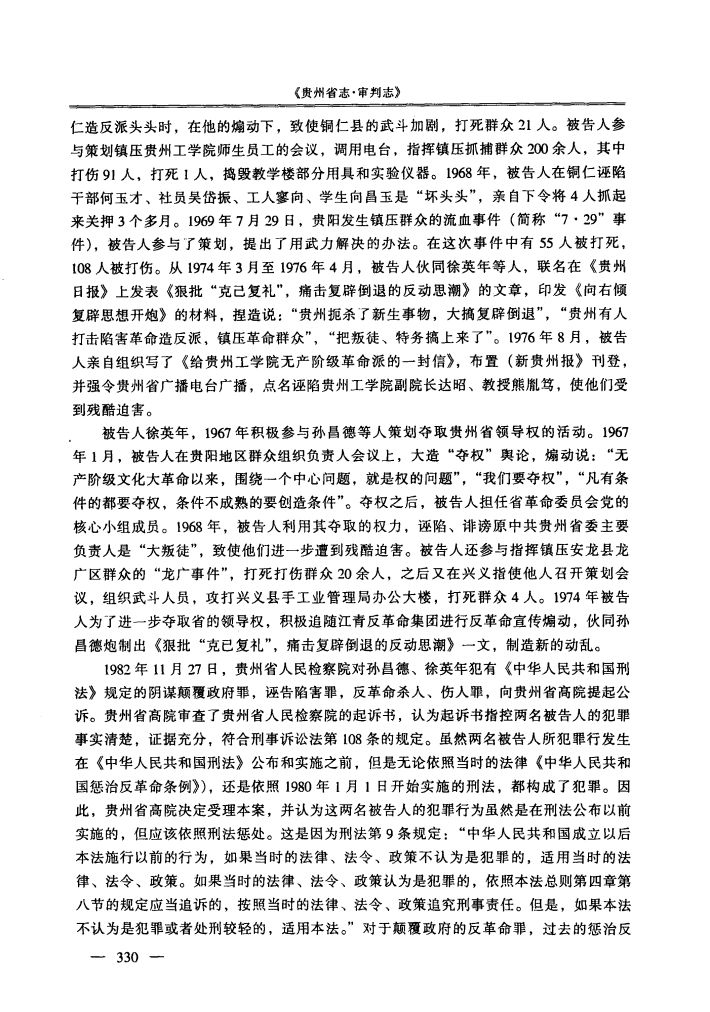 《贵州省志·审判志》
仁造反派头头时，在他的煽动下，致使铜仁县的武斗加剧，打死群众 21 人。被告人参
与策划镇压贵州工学院师生员工的会议，调用电台，指挥镇压抓捕群众 200 余人，其中
打伤 91 人，打死 1 人，捣毁教学楼部分用具和实验仪器。1968 年，被告人在铜仁诬陷
干部何玉才、社员吴岱振、工人寥向、学生向昌玉是“坏头头”，亲自下令将 4 人抓起
来关押 3 个多月。1969 年 7 月 29 日，贵阳发生镇压群众的流血事件（简称“7·29”事
件），被告人参与了策划，提出了用武力解决的办法。在这次事件中有 55 人被打死，
108 人被打伤。从 1974 年 3 月至 1976 年 4 月，被告人伙同徐英年等人，联名在《贵州
日报》上发表《狠批“克己复礼”，痛击复辟倒退的反动思潮》的文章，印发《向右倾
复辟思想开炮》的材料，捏造说：“贵州扼杀了新生事物，大搞复辟倒退”，“贵州有人
打击陷害革命造反派，镇压革命群众”，“把叛徒、特务搞上来了”。1976 年 8 月，被告
人亲自组织写了《给贵州工学院无产阶级革命派的一封信》，布置（新贵州报》刊登，
并强令贵州省广播电台广播，点名诬陷贵州工学院副院长达昭、教授熊胤笃，使他们受
到残酷迫害。
被告人徐英年，1967 年积极参与孙昌德等人策划夺取贵州省领导权的活动。1967
年 1 月，被告人在贵阳地区群众组织负责人会议上，大造“夺权”舆论，煽动说：“无
产阶级文化大革命以来，围绕一个中心问题，就是权的问题”，“我们要夺权”，“凡有条
件的都要夺权，条件不成熟的要创造条件”。夺权之后，被告人担任省革命委员会党的
核心小组成员。1968 年，被告人利用其夺取的权力，诬陷、诽谤原中共贵州省委主要
负责人是“大叛徒”，致使他们进一步遭到残酷迫害。被告人还参与指挥镇压安龙县龙
广区群众的“龙广事件”，打死打伤群众 20 余人，之后又在兴义指使他人召开策划会
议，组织武斗人员，攻打兴义县手工业管理局办公大楼，打死群众 4 人。1974 年被告
人为了进一步夺取省的领导权，积极追随江青反革命集团进行反革命宣传煽动，伙同孙
昌德炮制出《狠批“克已复礼”，痛击复辟倒退的反动思潮》一文，制造新的动乱。
1982 年 11 月 27 日，贵州省人民检察院对孙昌德、徐英年犯有《中华人民共和国刑
法》规定的阴谋颠覆政府罪，诬告陷害罪，反革命杀人、伤人罪，向贵州省高院提起公
诉。贵州省高院审查了贵州省人民检察院的起诉书，认为起诉书指控两名被告人的犯罪
事实清楚，证据充分，符合刑事诉讼法第 108 条的规定。虽然两名被告人所犯罪行发生
在《中华人民共和国刑法》公布和实施之前，但是无论依照当时的法律《中华人民共和
国惩治反革命条例》），还是依照 1980 年 1 月 1 日开始实施的刑法，都构成了犯罪。因
此，贵州省高院决定受理本案，并认为这两名被告人的犯罪行为虽然是在刑法公布以前
实施的，但应该依照刑法惩处。这是因为刑法第 9 条规定：“中华人民共和国成立以后
本法施行以前的行为，如果当时的法律、法令、政策不认为是犯罪的，适用当时的法
律、法令、政策。如果当时的法律、法令、政策认为是犯罪的，依照本法总则第四章第
八节的规定应当追诉的，按照当时的法律、法令、政策追究刑事责任。但是，如果本法
不认为是犯罪或者处刑较轻的，适用本法。”对于颠覆政府的反革命罪，过去的惩治反
— 330 —